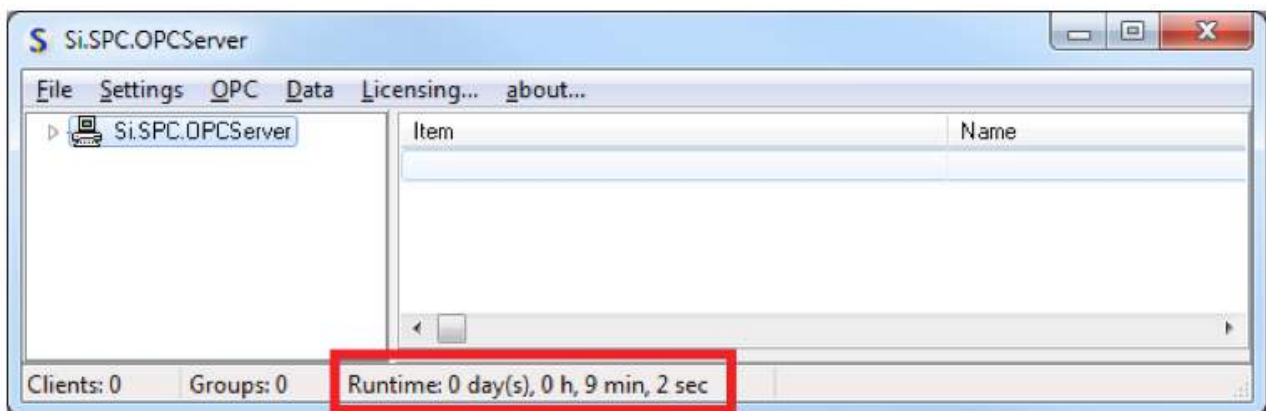 Si.SPC.OPCServer
File Settings OPC Data Licensing... about...
Si.SPC.OPCServer
Item Name
Clients: 0 Groups: 0 Runtime: 0 day(s), 0 h, 9 min, 2 sec